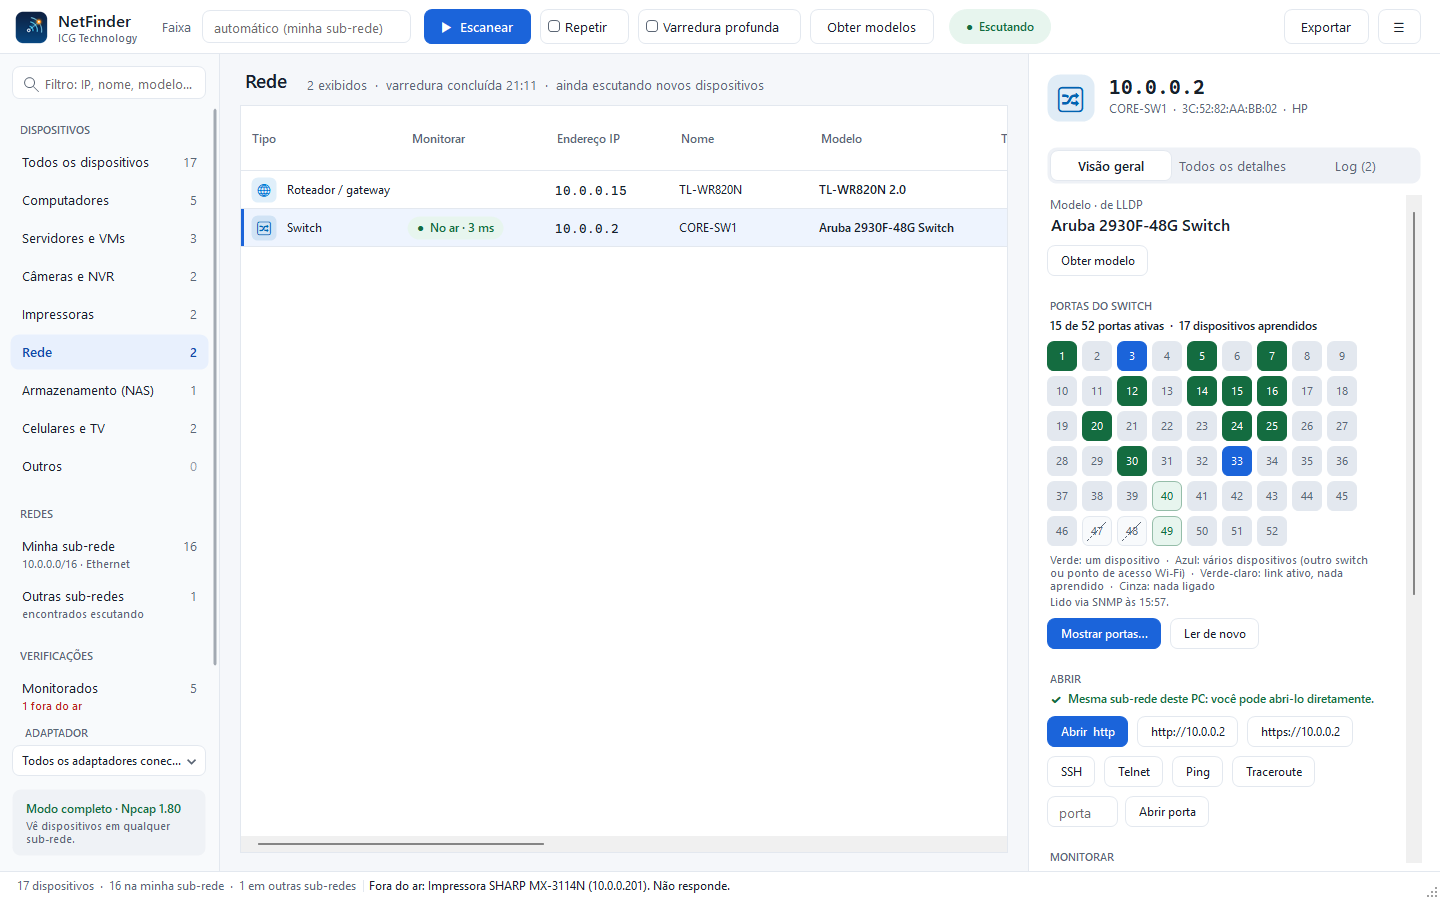 NetFinder
ICG Technology
Faixa
automático (minha sub-rede)
Escanear
Repetir
Varredura profunda
Obter modelos
● Escutando
Exportar
☰
Filtro: IP, nome, modelo...
DISPOSITIVOS
Todos os dispositivos 17
Computadores 5
Servidores e VMs 3
Câmeras e NVR 2
Impressoras 2
Rede 2
Armazenamento (NAS) 1
Celulares e TV 2
Outros 0
REDES
Minha sub-rede 16
10.0.0.0/16 · Ethernet
Outras sub-redes 1
encontrados escutando
VERIFICAÇÕES
Monitorados 5
1 fora do ar
ADAPTADOR
Todos os adaptadores conec...
Modo completo · Npcap 1.80
Vê dispositivos em qualquer
sub-rede.
Rede 2 exibidos · varredura concluída 21:11 · ainda escutando novos dispositivos
Tipo Monitorar Endereço IP Nome Modelo T
Roteador / gateway 10.0.0.15 TL-WR820N TL-WR820N 2.0
Switch ● No ar · 3 ms 10.0.0.2 CORE-SW1 Aruba 2930F-48G Switch
10.0.0.2
CORE-SW1 · 3C:52:82:AA:BB:02 · HP
Visão geral Todos os detalhes Log (2)
Modelo · de LLDP
Aruba 2930F-48G Switch
Obter modelo
PORTAS DO SWITCH
15 de 52 portas ativas · 17 dispositivos aprendidos
1 2 3 4 5 6 7 8 9
10 11 12 13 14 15 16 17 18
19 20 21 22 23 24 25 26 27
28 29 30 31 32 33 34 35 36
37 38 39 40 41 42 43 44 45
46 47 48 49 50 51 52
Verde: um dispositivo · Azul: vários dispositivos (outro switch
ou ponto de acesso Wi-Fi) · Verde-claro: link ativo, nada
aprendido · Cinza: nada ligado
Lido via SNMP às 15:57.
Mostrar portas... Ler de novo
ABRIR
✓ Mesma sub-rede deste PC: você pode abri-lo diretamente.
Abrir http http://10.0.0.2 https://10.0.0.2
SSH Telnet Ping Traceroute
porta Abrir porta
MONITORAR
17 dispositivos · 16 na minha sub-rede · 1 em outras sub-redes Fora do ar: Impressora SHARP MX-3114N (10.0.0.201). Não responde.